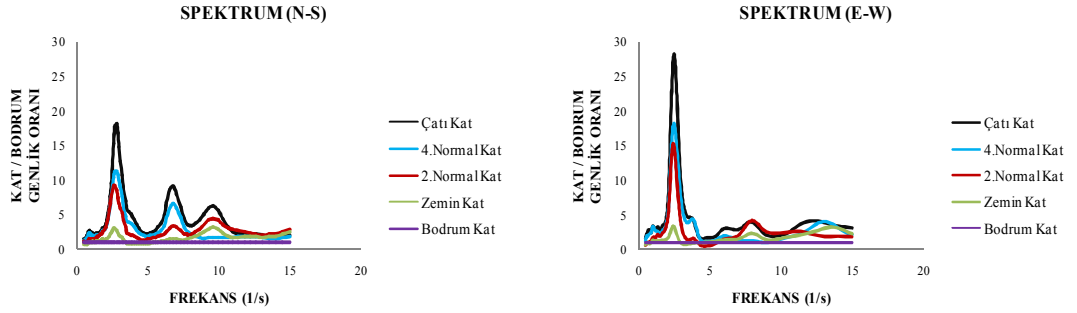 SPEKTRUM (N-S)
KAT / BODRUM
GENLİK ORANI
30
25
20
15
10
5
0
0
5
10
15
20
FREKANS (1/s)
Çatı Kat
4.Normal Kat
2.Normal Kat
Zemin Kat
Bodrum Kat
SPEKTRUM (E-W)
KAT / BODRUM
GENLİK ORANI
30
25
20
15
10
5
0
0
5
10
15
20
FREKANS (1/s)
Çatı Kat
4.Normal Kat
2.Normal Kat
Zemin Kat
Bodrum Kat